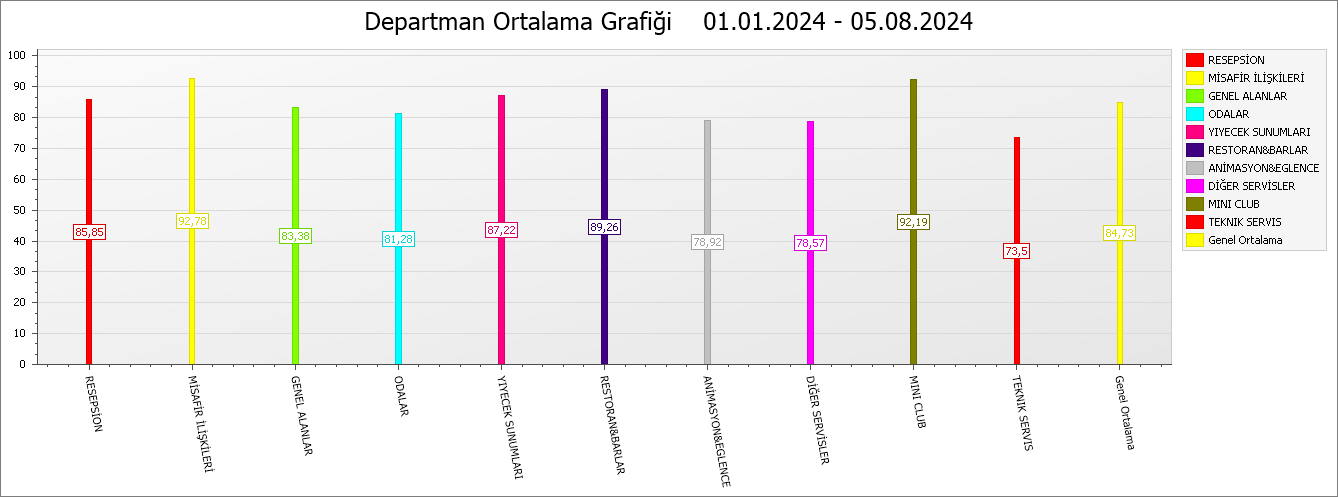 Departman Ortalama Grafiği 01.01.2024 - 05.08.2024
100
90
80
70
60
50
40
30
20
10
0
85,85
92,78
83,38
81,28
87,22
89,26
78,92
78,57
92,19
73,5
84,73
RESEPSİON
MİSAFİR İLİŞKİLERİ
GENEL ALANLAR
ODALAR
YIYECEK SUNUMLARI
RESTORAN&BARLAR
ANİMASYON&EGLENCE
DİĞER SERVİSLER
MINI CLUB
TEKNIK SERVIS
Genel Ortalama
RESEPSİON
MİSAFİR İLİŞKİLERİ
GENEL ALANLAR
ODALAR
YIYECEK SUNUMLARI
RESTORAN&BARLAR
ANİMASYON&EGLENCE
DİĞER SERVİSLER
MINI CLUB
TEKNIK SERVIS
Genel Ortalama